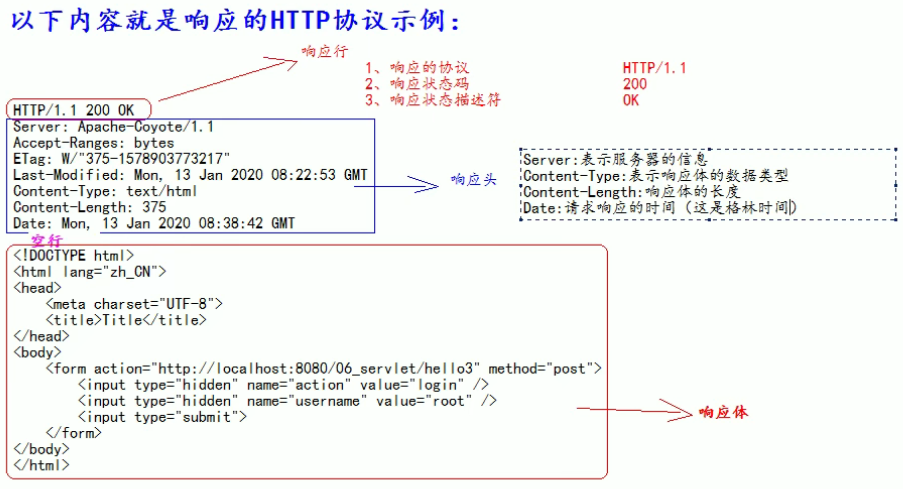 以下内容就是响应的HTTP协议示例：
响应行
1、响应的协议 HTTP/1.1
2、响应状态码 200
3、响应状态描述符 OK
HTTP/1.1 200 OK
Server: Apache-Coyote/1.1
Accept-Ranges: bytes
ETag: W/"375-1578903773217"
Last-Modified: Mon, 13 Jan 2020 08:22:53 GMT
Content-Type: text/html
Content-Length: 375
Date: Mon, 13 Jan 2020 08:38:42 GMT
响应头
Server:表示服务器的信息
Content-Type:表示响应体的数据类型
Content-Length:响应体的长度
Date:请求响应的时间（这是格林时间）
空行
<!DOCTYPE html>
<html lang="zh_CN">
<head>
<meta charset="UTF-8">
<title>Title</title>
</head>
<body>
<form action="http://localhost:8080/06_servlet/hello3" method="post">
<input type="hidden" name="action" value="login" />
<input type="hidden" name="username" value="root" />
<input type="submit">
</form>
</body>
</html>
响应体